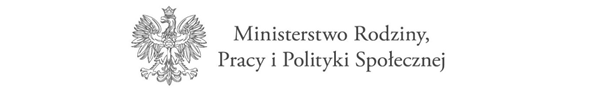 Ministerstwo Rodziny,
Pracy i Polityki Społecznej